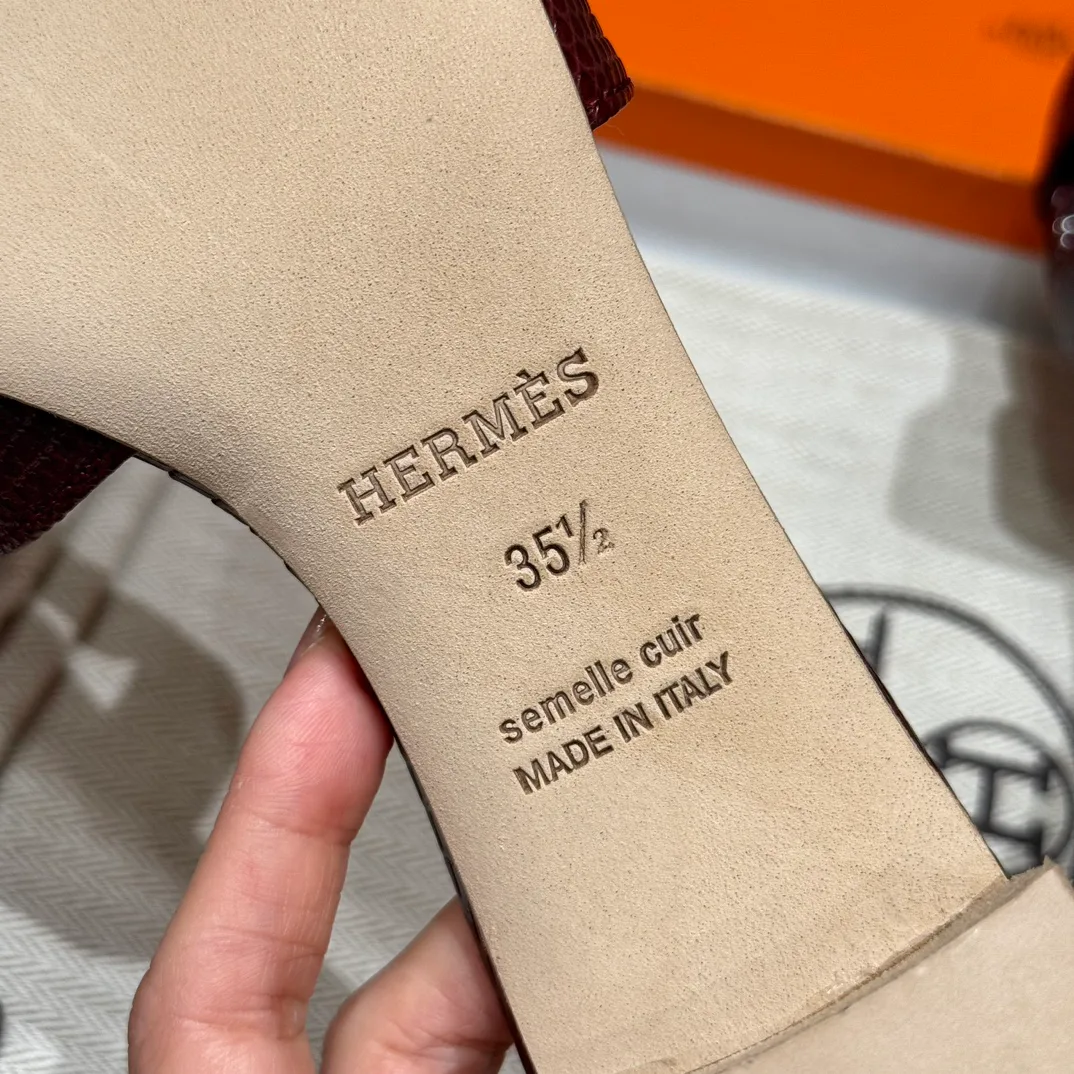 HERMÈS
35½
semelle cuir
MADE IN ITALY